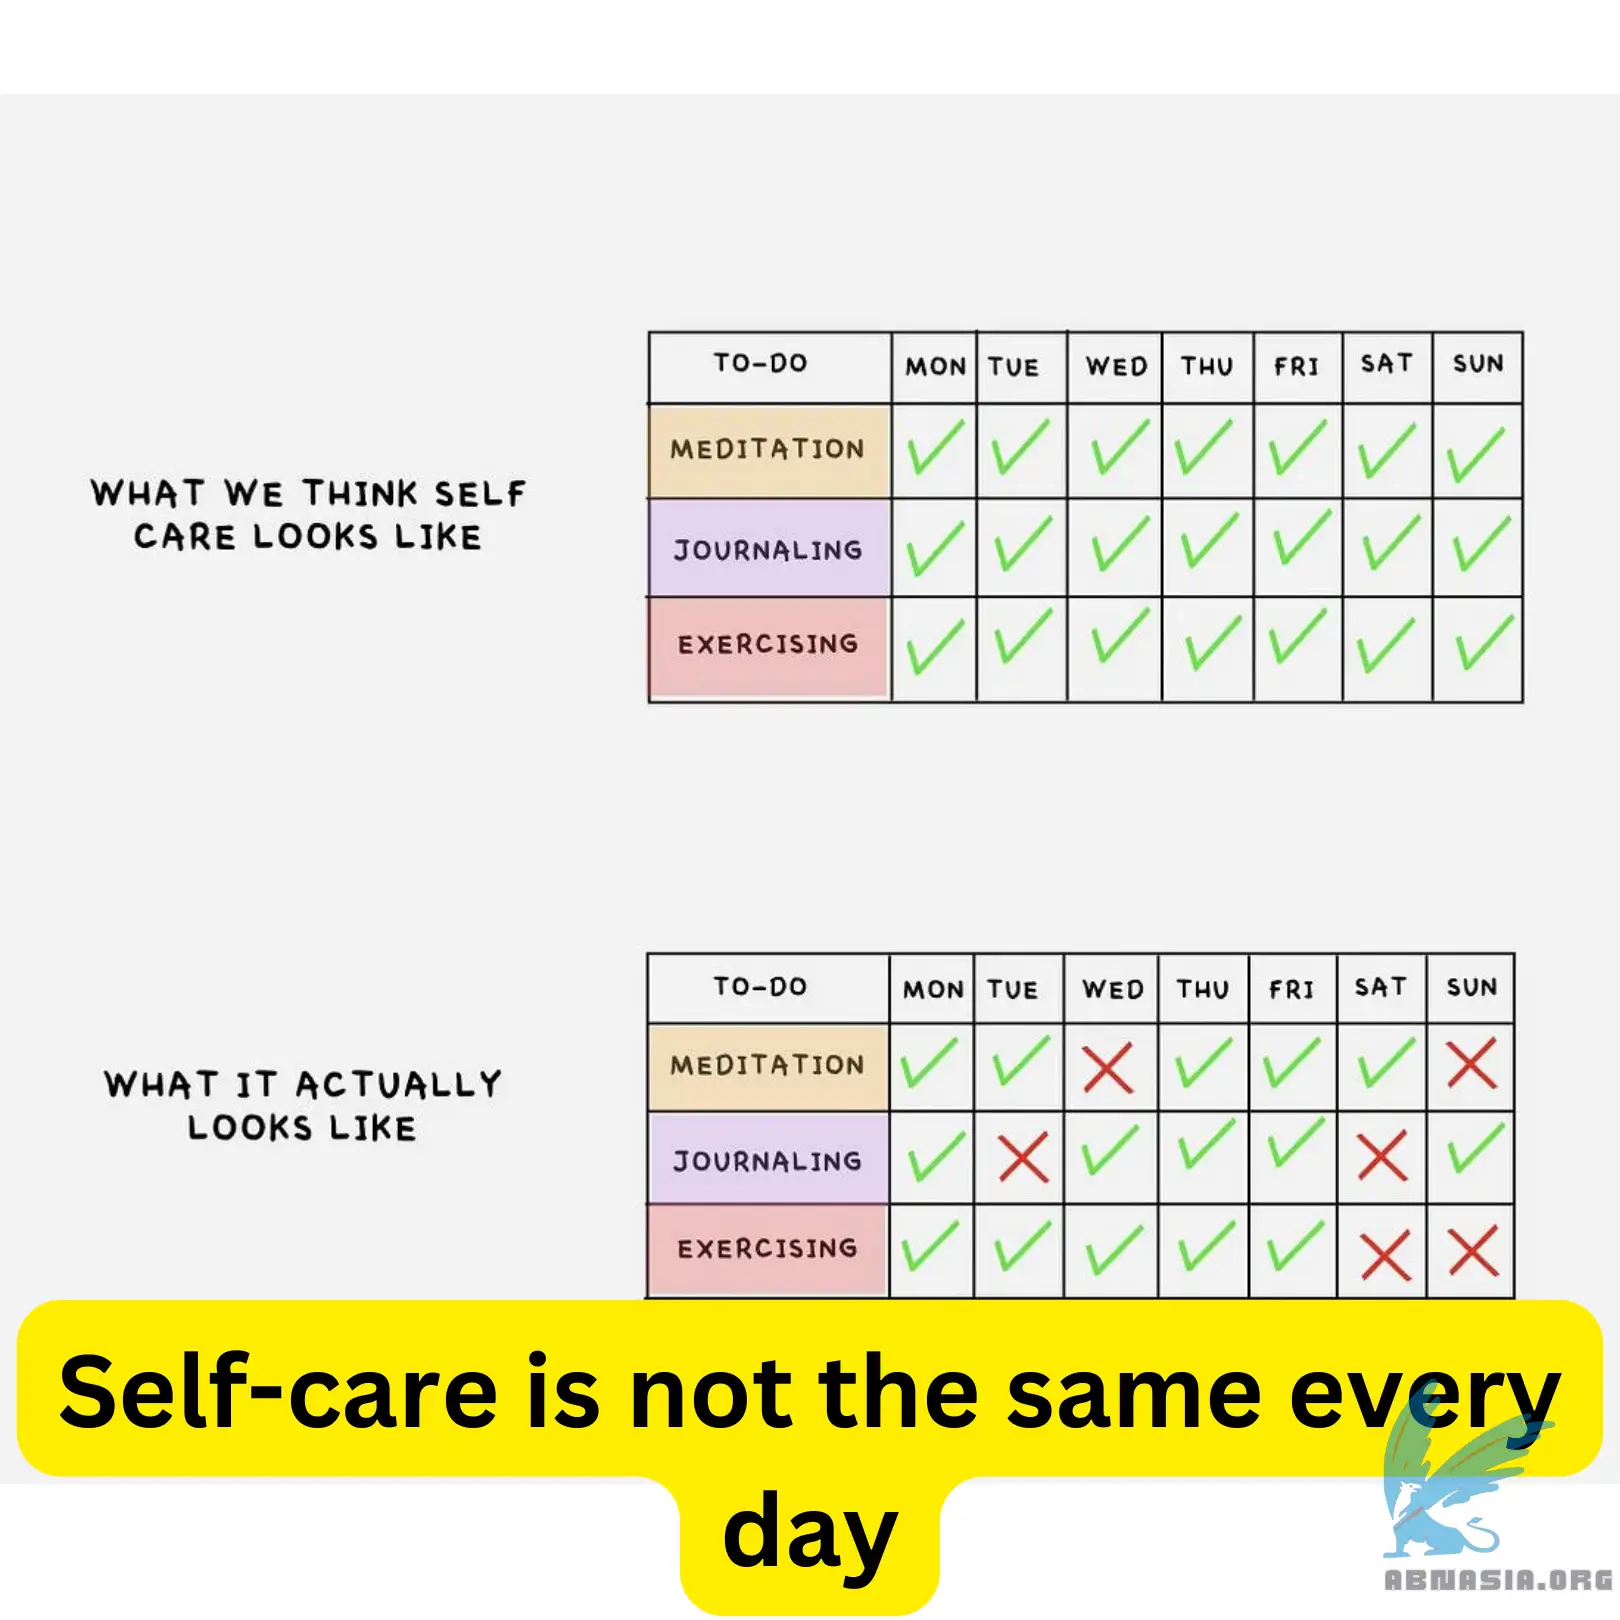 WHAT WE THINK SELF
CARE LOOKS LIKE
TO-DO MON TUE WED THU FRI SAT SUN
MEDITATION
JOURNALING
EXERCISING
WHAT IT ACTUALLY
LOOKS LIKE
TO-DO MON TUE WED THU FRI SAT SUN
MEDITATION
JOURNALING
EXERCISING
Self-care is not the same every
day
ABNASIA.ORG